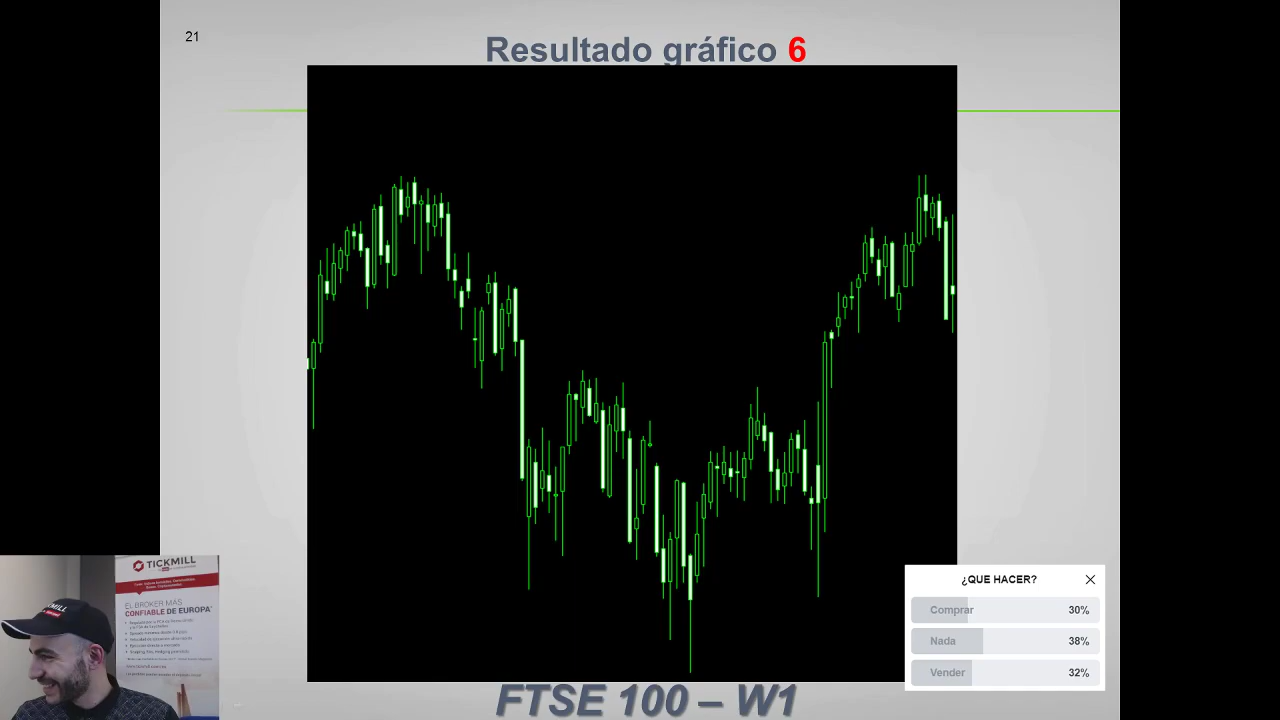 21
Resultado gráfico 6
¿QUE HACER?
Comprar 30%
Nada 38%
Vender 32%
TICKMILL
EL BROKER MÁS
CONFIABLE DE EUROPA*
FTSE 100 – W1